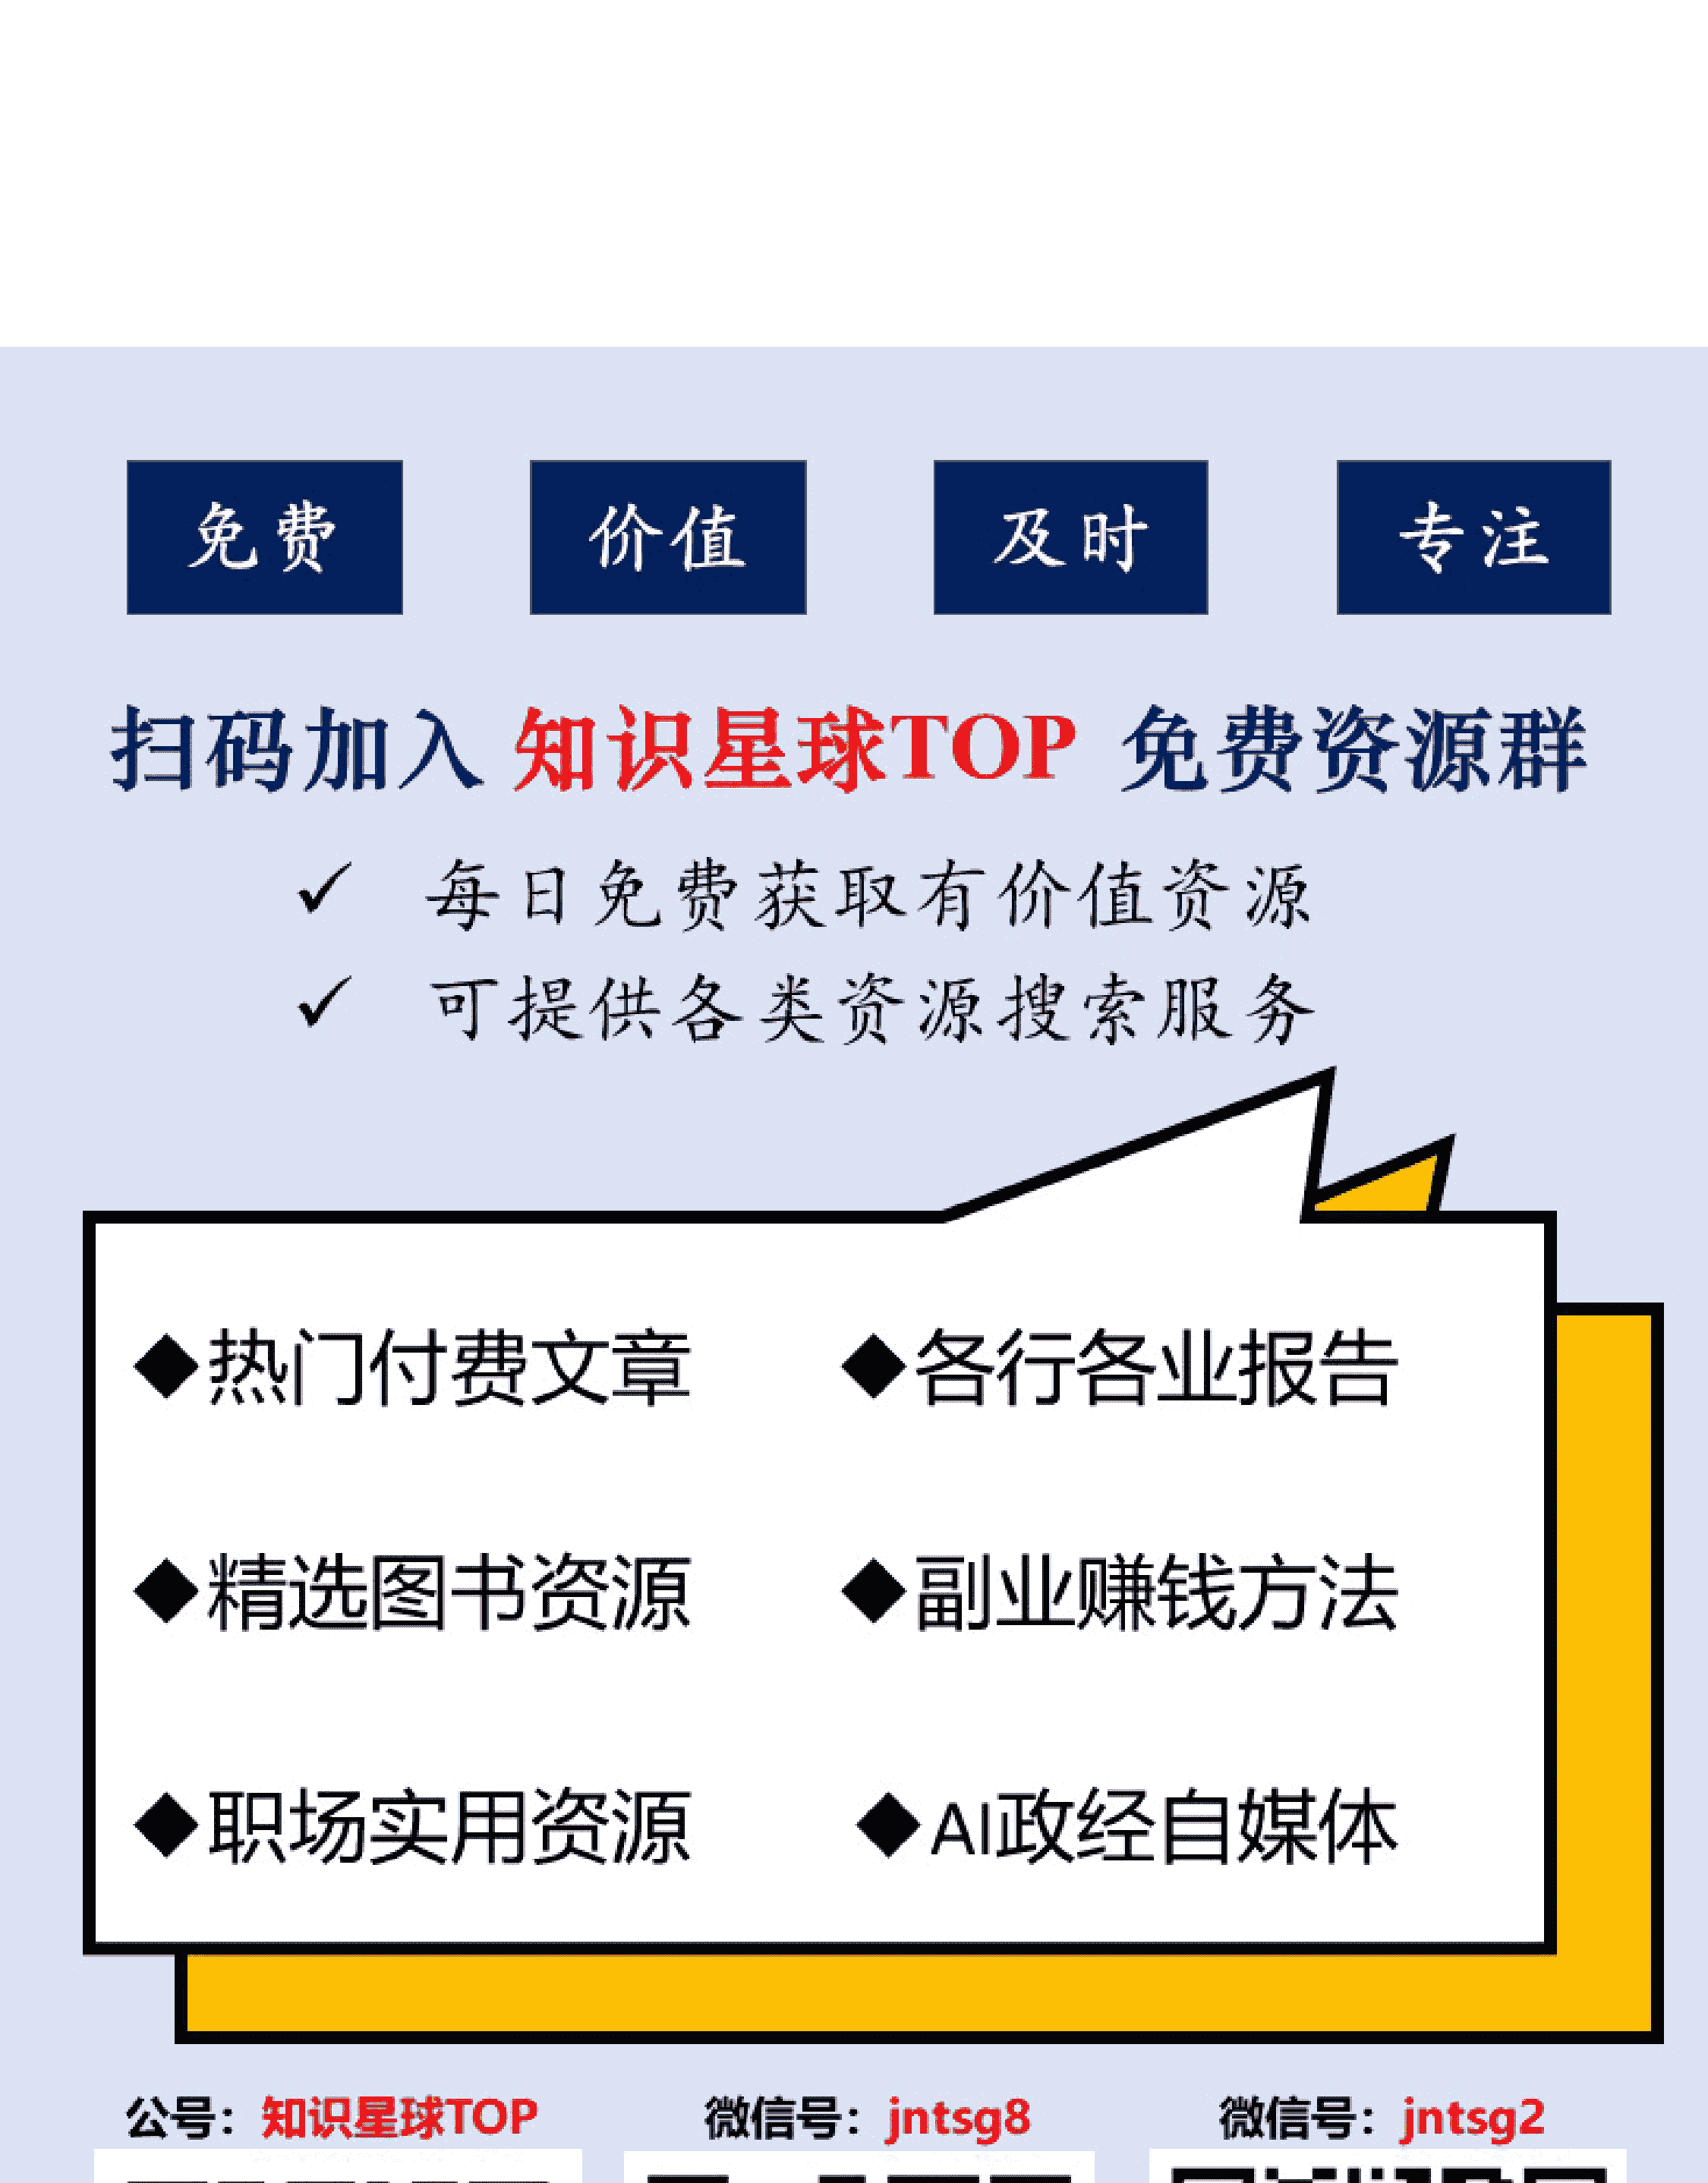 免费 价值 及时 专注
扫码加入 知识星球TOP 免费资源群
✓ 每日免费获取有价值资源
✓ 可提供各类资源搜索服务
◆热门付费文章 ◆各行各业报告
◆精选图书资源 ◆副业赚钱方法
◆职场实用资源 ◆AI政经自媒体
公号：知识星球TOP 微信号：jntsg8 微信号：jntsg2